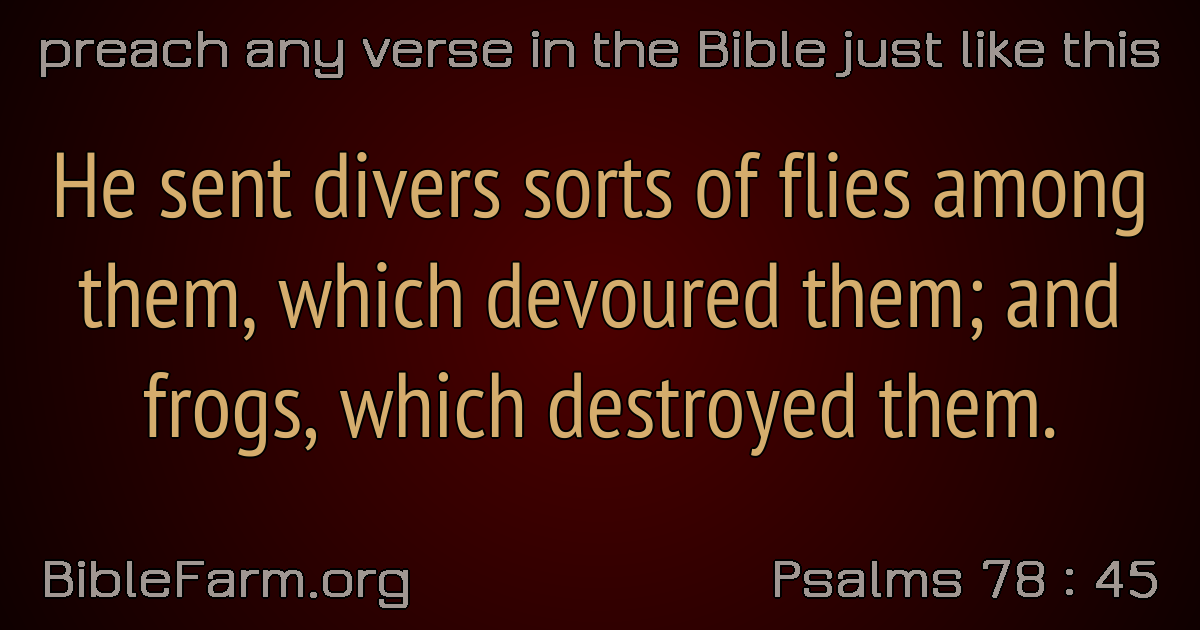 preach any verse in the Bible just like this
He sent divers sorts of flies among
them, which devoured them; and
frogs, which destroyed them.
BibleFarm.org
Psalms 78 : 45